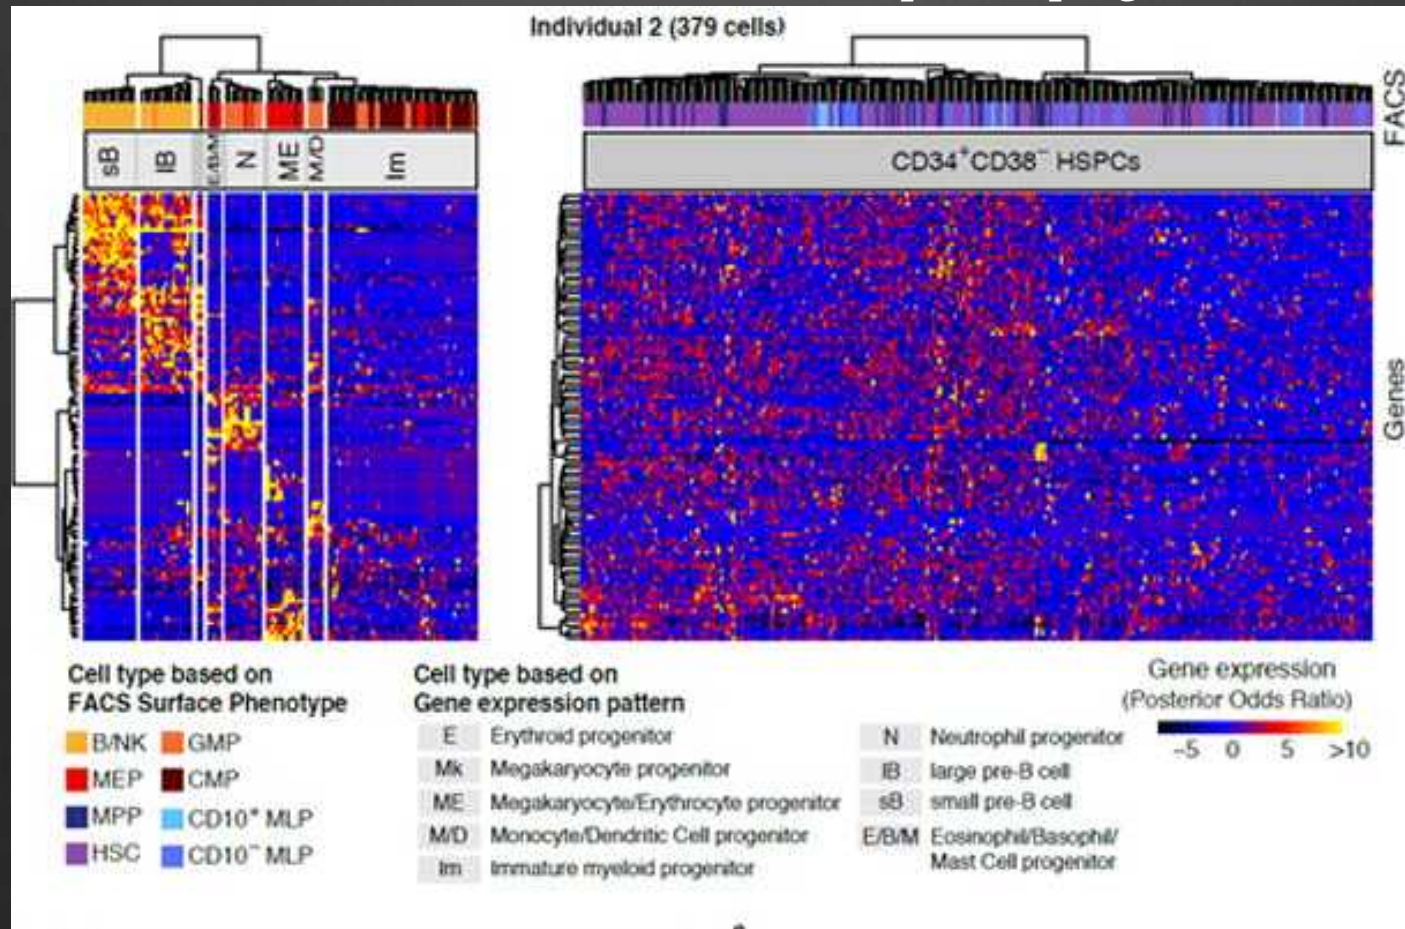 Individual 2 (379 cells)
FACS
sB
lB
E/B/M
N
ME
M/D
Im
CD34⁺CD38⁻ HSPCs
Genes
Cell type based on
FACS Surface Phenotype
B/NK
GMP
MEP
CMP
MPP
CD10⁺ MLP
HSC
CD10⁻ MLP
Cell type based on
Gene expression pattern
E Erythroid progenitor
Mk Megakaryocyte progenitor
ME Megakaryocyte/Erythrocyte progenitor
M/D Monocyte/Dendritic Cell progenitor
Im Immature myeloid progenitor
N Neutrophil progenitor
lB large pre-B cell
sB small pre-B cell
E/B/M Eosinophil/Basophil/
Mast Cell progenitor
Gene expression
(Posterior Odds Ratio)
-5 0 5 >10